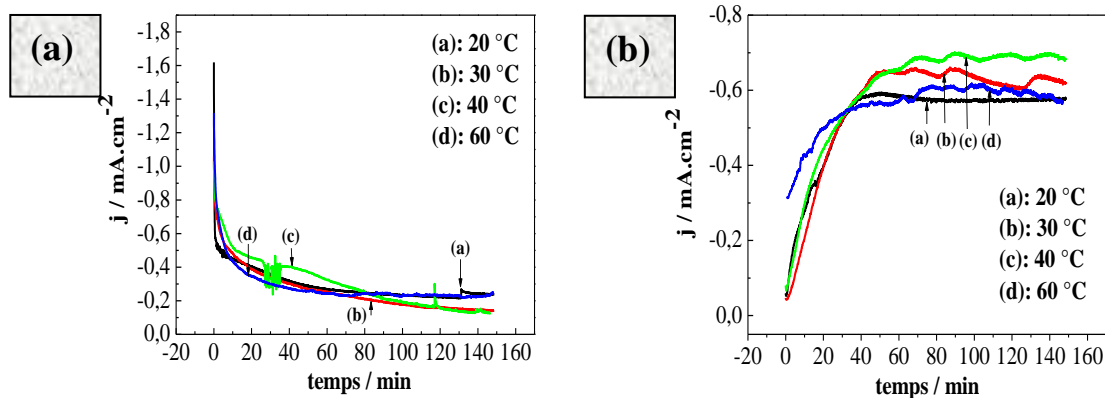 (a)
j / mA.cm-2
-1,8
-1,6
-1,4
-1,2
-1,0
-0,8
-0,6
-0,4
-0,2
0,0
(a): 20 °C
(b): 30 °C
(c): 40 °C
(d): 60 °C
(d)
(c)
(a)
(b)
-20 0 20 40 60 80 100 120 140 160
temps / min
(b)
j / mA.cm-2
-0,8
-0,6
-0,4
-0,2
0,0
(a) (b) (c) (d)
(a): 20 °C
(b): 30 °C
(c): 40 °C
(d): 60 °C
-20 0 20 40 60 80 100 120 140 160
temps / min